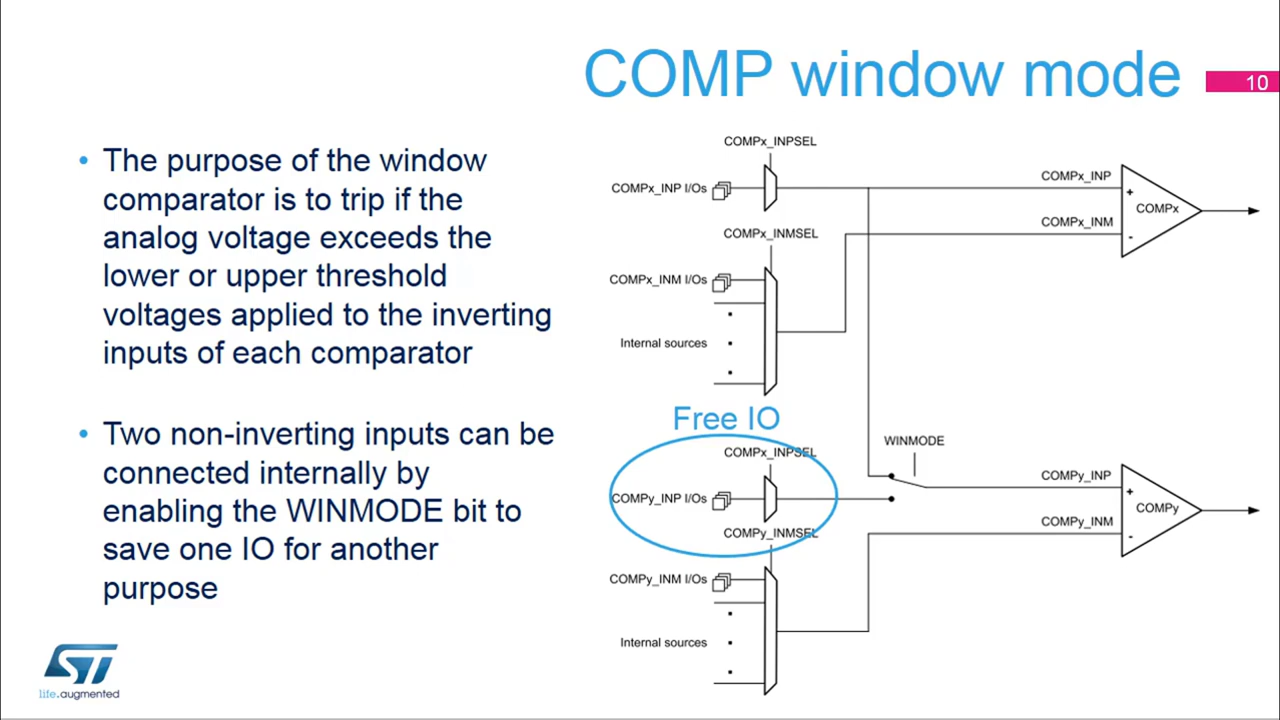 COMP window mode
10
• The purpose of the window
comparator is to trip if the
analog voltage exceeds the
lower or upper threshold
voltages applied to the inverting
inputs of each comparator
• Two non-inverting inputs can be
connected internally by
enabling the WINMODE bit to
save one IO for another
purpose
COMPx_INPSEL
COMPx_INP I/Os
COMPx_INP
+
COMPx
COMPx_INM
-
COMPx_INMSEL
COMPx_INM I/Os
Internal sources
Free IO
COMPx_INPSEL
WINMODE
COMPy_INP I/Os
COMPy_INP
+
COMPy
COMPy_INM
-
COMPy_INMSEL
COMPy_INM I/Os
Internal sources
ST
life.augmented